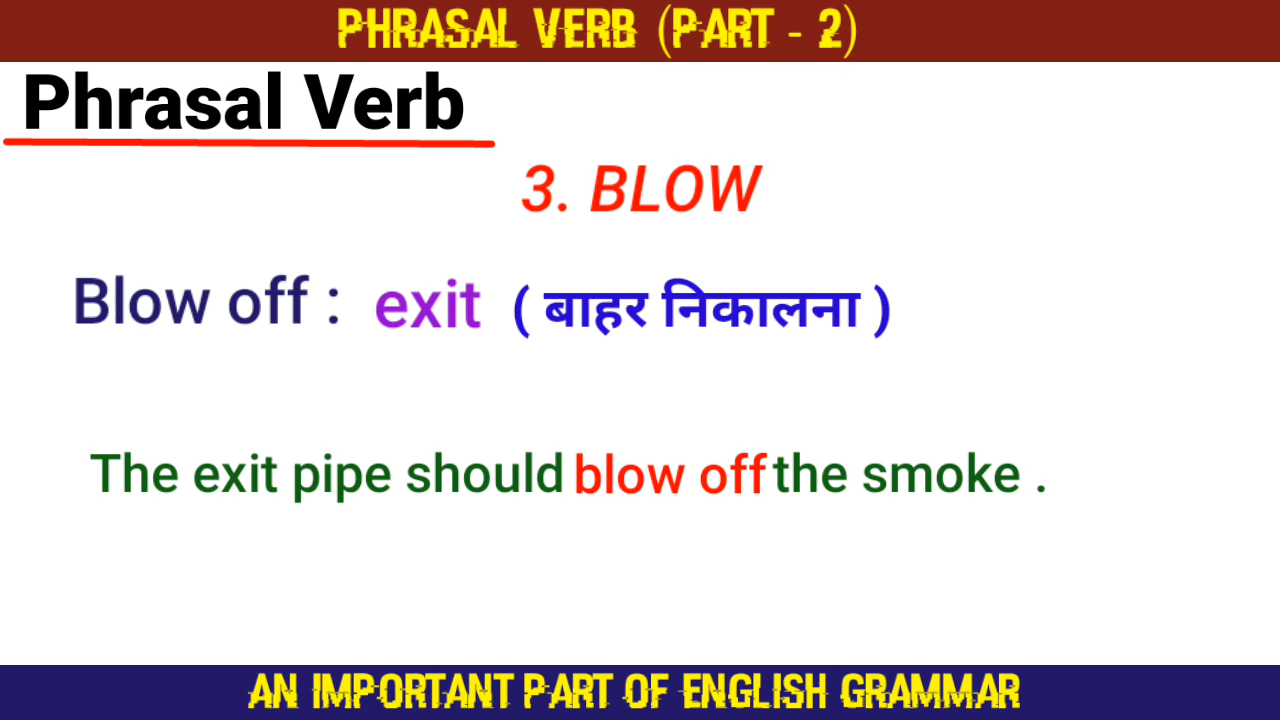 PHRASAL VERB (PART - 2)
Phrasal Verb
3. BLOW
Blow off : exit ( बाहर निकालना )
The exit pipe should blow off the smoke .
AN IMPORTANT PART OF ENGLISH GRAMMAR